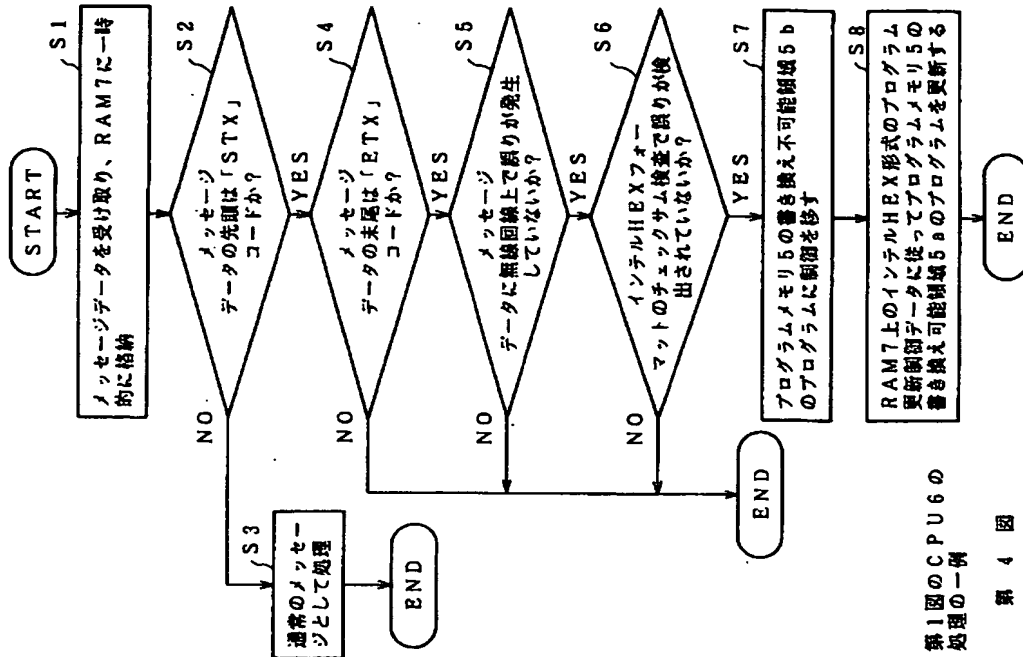 START
S1
メッセージデータを受け取り、RAM7に一時
的に格納
S2
メッセージ
データの先頭は「STX」
コードか?
NO
YES
S3
通常のメッセー
ジとして処理
END
S4
メッセージ
データの末尾は「ETX」
コードか?
NO
YES
S5
メッセージ
データに無線回線上で誤りが発生
していないか?
NO
YES
S6
インテルHEXフォー
マットのチェックサム検査で誤りが検
出されていないか?
NO
YES
END
S7
プログラムメモリ5の書き換え不可能領域5b
のプログラムに制御を移す
S8
RAM7上のインテルHEX形式のプログラム
更新制御データに従ってプログラムメモリ5の
書き換え可能領域5aのプログラムを更新する
END
第1図のCPU6の
処理の一例
第 4 図